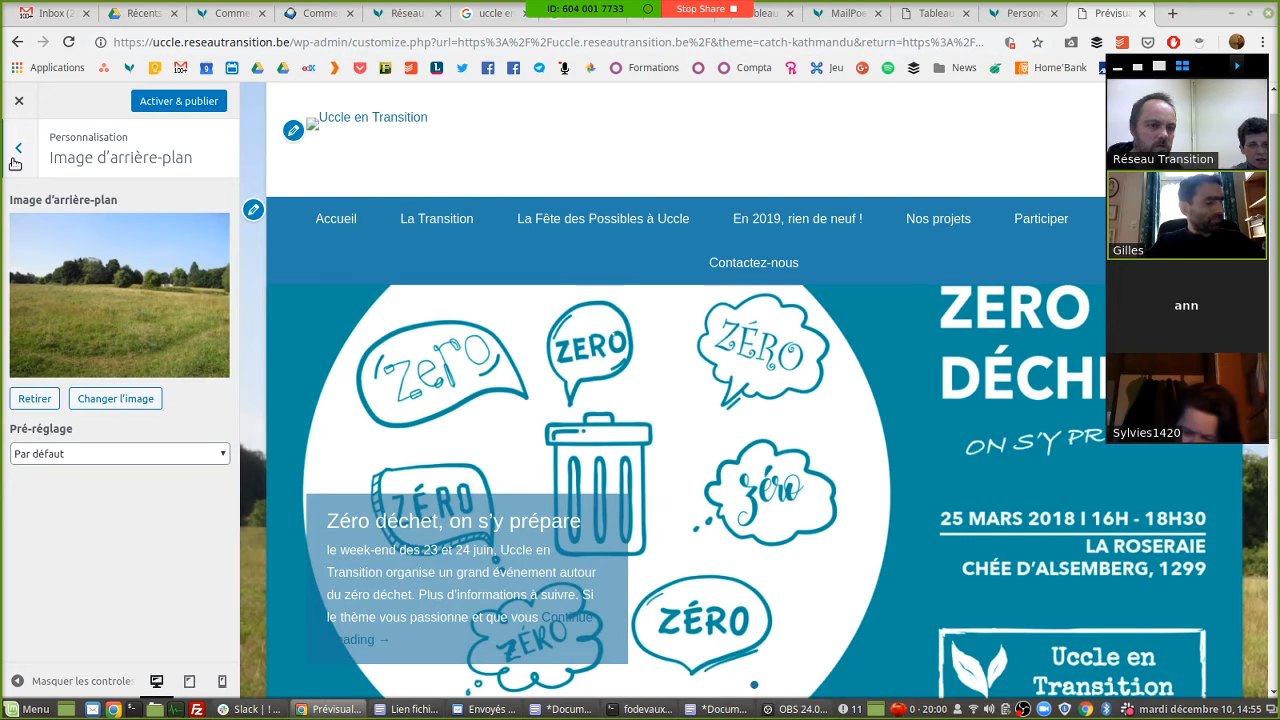 ID: 604 001 7733 Stop Share
Inbox (2
Récents
Comme
Comme
Réseau
uccle en
ableau
MailPoe
Tableau
Personn
Prévisua
https://uccle.reseautransition.be/wp-admin/customize.php?url=https%3A%2F%2Fuccle.reseautransition.be%2F&theme=catch-kathmandu&return=https%3A%2F...
Applications
Formations
Compta
Jeu
News
Home'Bank
Activer & publier
Personnalisation
Image d'arrière-plan
Image d'arrière-plan
Retirer
Changer l'image
Pré-réglage
Par défaut
Masquer les controles
Uccle en Transition
Accueil
La Transition
La Fête des Possibles à Uccle
En 2019, rien de neuf !
Nos projets
Participer
Contactez-nous
zero
ZERO
ZÉRO
ZÉRO
zéro
ZÉRO
ZÉRO
Zéro déchet, on s'y prépare
le week-end des 23 et 24 juin, Uccle en
Transition organise un grand événement autour
du zéro déchet. Plus d'informations à suivre. Si
le thème vous passionne et que vous Continue
eading →
ZERO
DÉCH
ON S'Y PR
25 MARS 2018 I 16H - 18H30
LA ROSERAIE
CHÉE D'ALSEMBERG, 1299
Uccle en
Transition
Réseau Transition
Gilles
ann
Sylvies1420
Menu
Slack | ! ...
Prévisual...
Lien fichi...
Envoyés ...
*Docum...
fodevaux...
*Docum...
OBS 24.0...
11
0 - 20:00
mardi décembre 10, 14:55